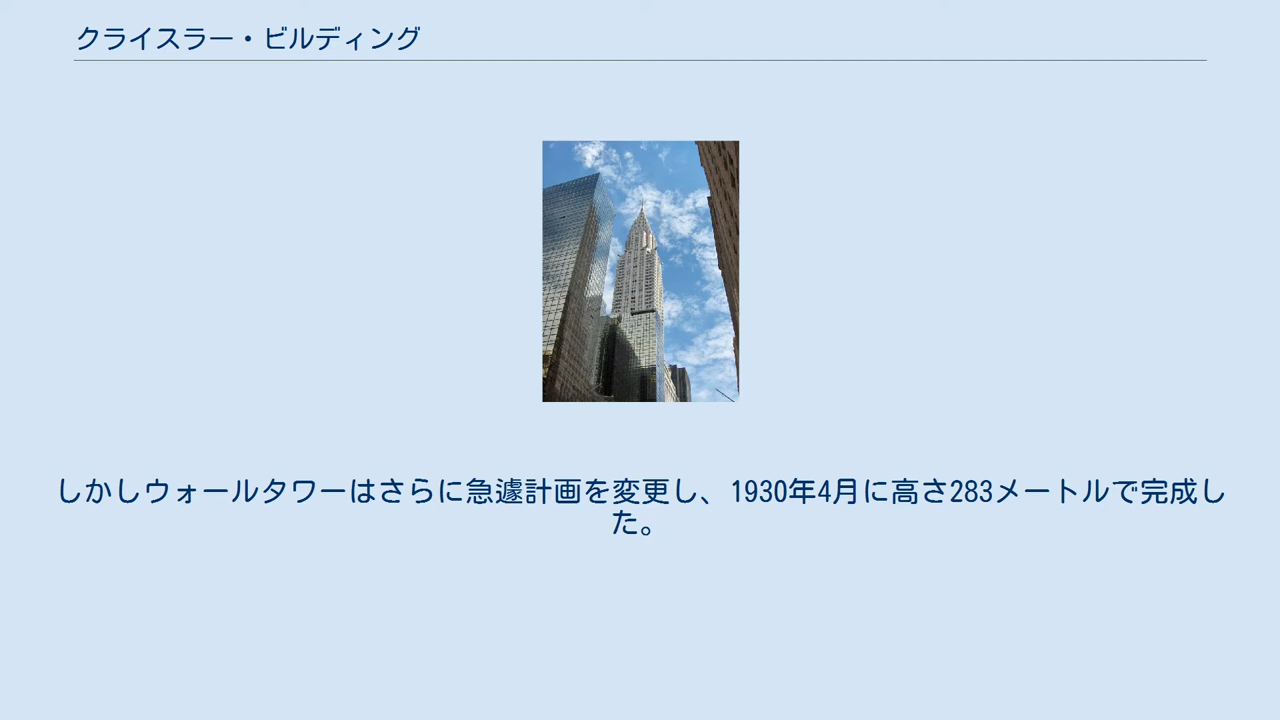 クライスラー・ビルディング
しかしウォールタワーはさらに急遽計画を変更し、1930年4月に高さ283メートルで完成し
た。